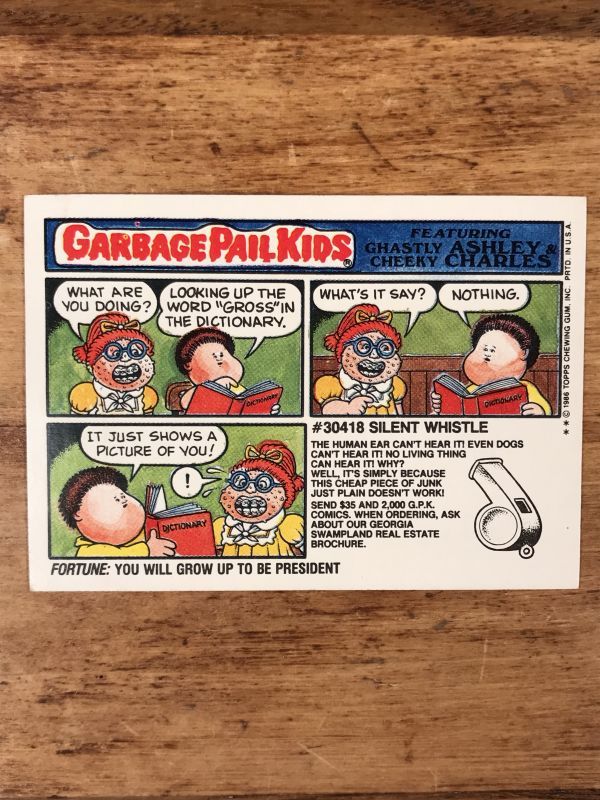 GARBAGE PAIL KIDS®
FEATURING
GHASTLY ASHLEY &
CHEEKY CHARLES
WHAT ARE
YOU DOING?
LOOKING UP THE
WORD "GROSS" IN
THE DICTIONARY.
DICTIONARY
WHAT'S IT SAY?
NOTHING.
DICTIONARY
IT JUST SHOWS A
PICTURE OF YOU!
!
DICTIONARY
#30418 SILENT WHISTLE
THE HUMAN EAR CAN'T HEAR IT! EVEN DOGS
CAN'T HEAR IT! NO LIVING THING
CAN HEAR IT! WHY?
WELL, IT'S SIMPLY BECAUSE
THIS CHEAP PIECE OF JUNK
JUST PLAIN DOESN'T WORK!
SEND $35 AND 2,000 G.P.K.
COMICS. WHEN ORDERING, ASK
ABOUT OUR GEORGIA
SWAMPLAND REAL ESTATE
BROCHURE.
FORTUNE: YOU WILL GROW UP TO BE PRESIDENT
* * © 1986 TOPPS CHEWING GUM, INC. PRTD. IN U.S.A.